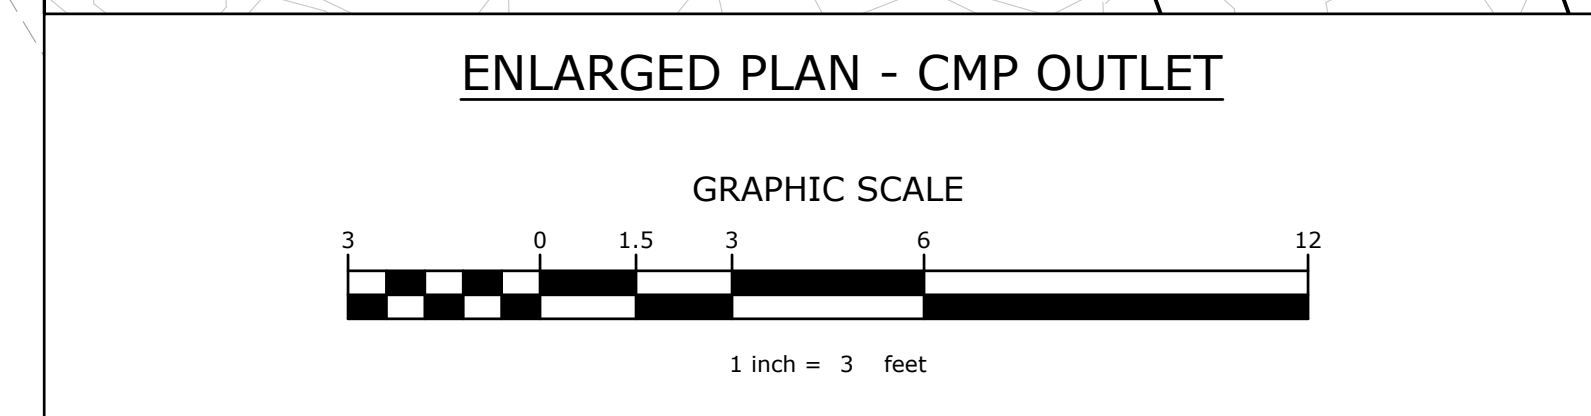 ENLARGED PLAN - CMP OUTLET
GRAPHIC SCALE
3 0 1.5 3 6 12
1 inch = 3 feet